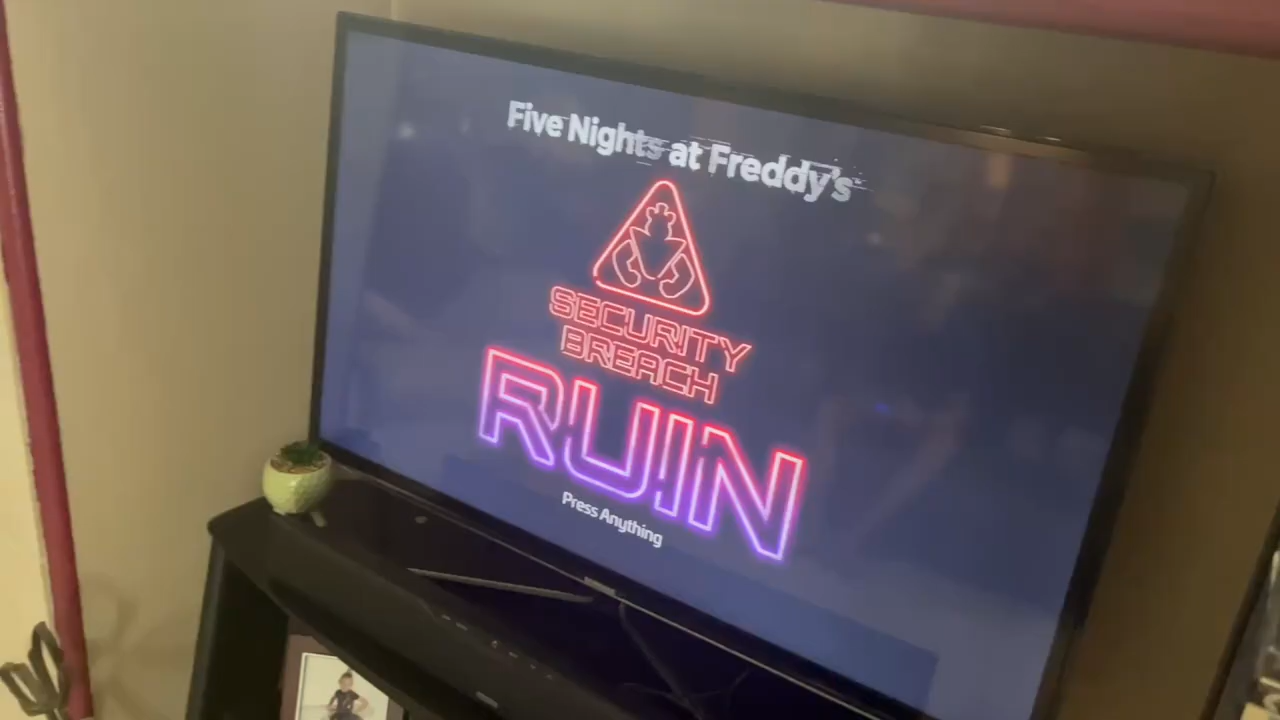 Five Nights at Freddy's
SECURITY
BREACH
RUIN
Press Anything